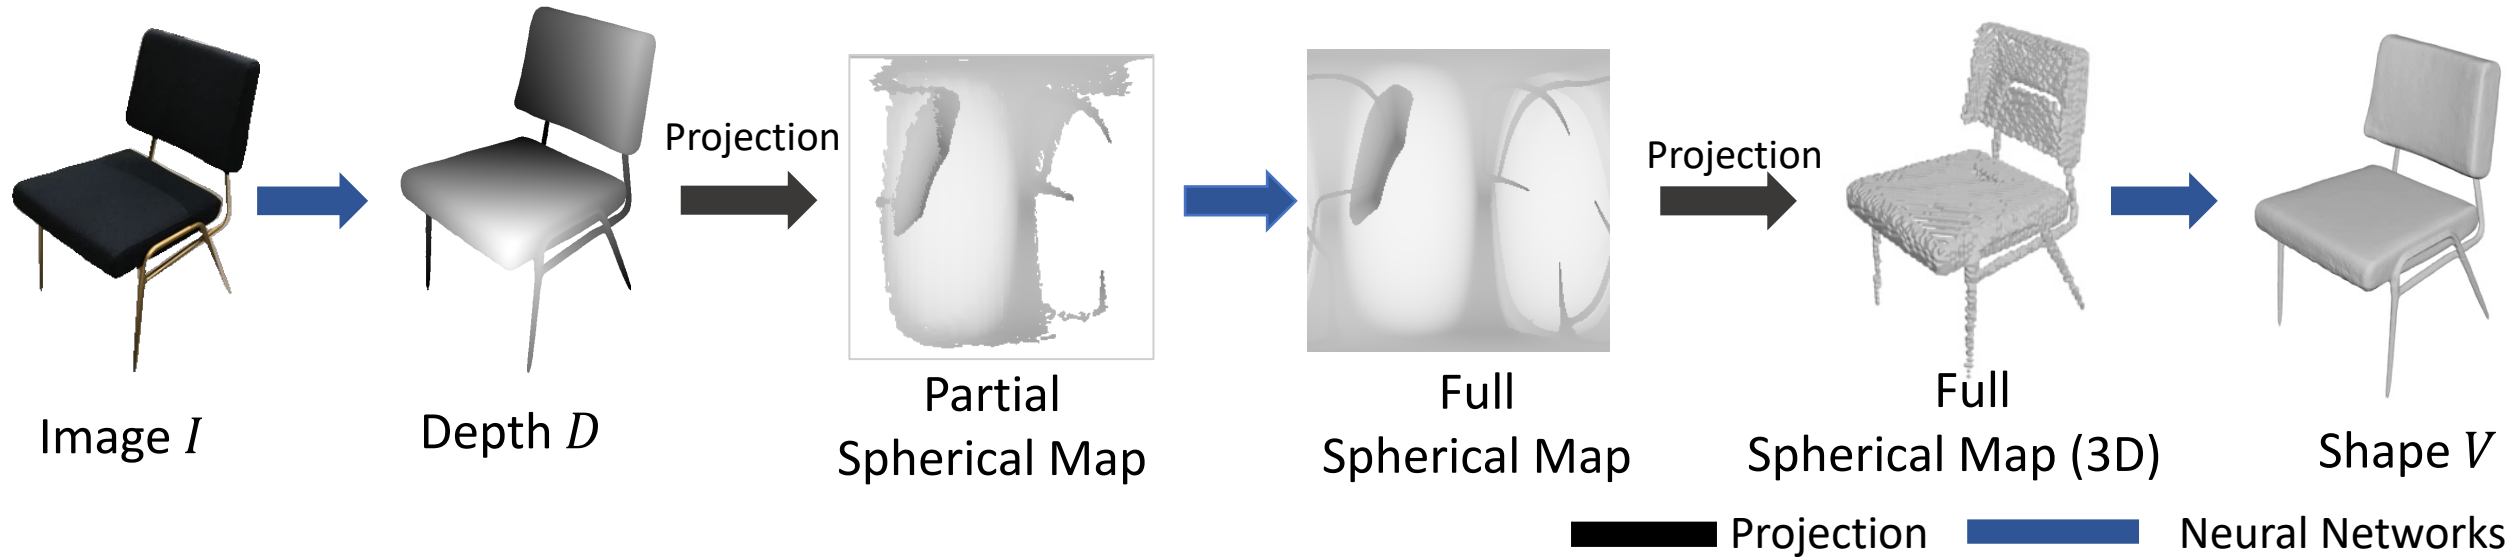 Projection
Projection
Image I
Depth D
Partial
Spherical Map
Full
Spherical Map
Full
Spherical Map (3D)
Shape V
Projection
Neural Networks